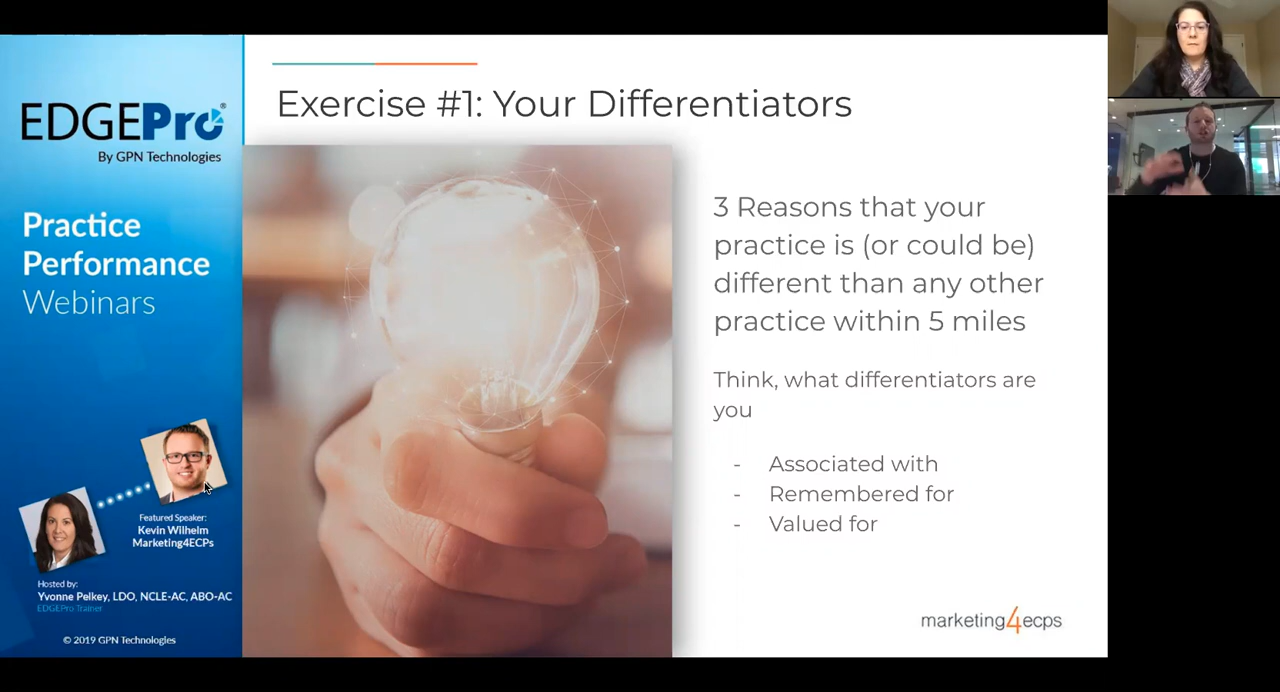 EDGEPro®
By GPN Technologies
Practice
Performance
Webinars
Featured Speaker:
Kevin Wilhelm
Marketing4ECPs
Hosted by:
Yvonne Pelkey, LDO, NCLE-AC, ABO-AC
EDGEPro Trainer
© 2019 GPN Technologies
Exercise #1: Your Differentiators
3 Reasons that your
practice is (or could be)
different than any other
practice within 5 miles
Think, what differentiators are
you
- Associated with
- Remembered for
- Valued for
marketing4ecps